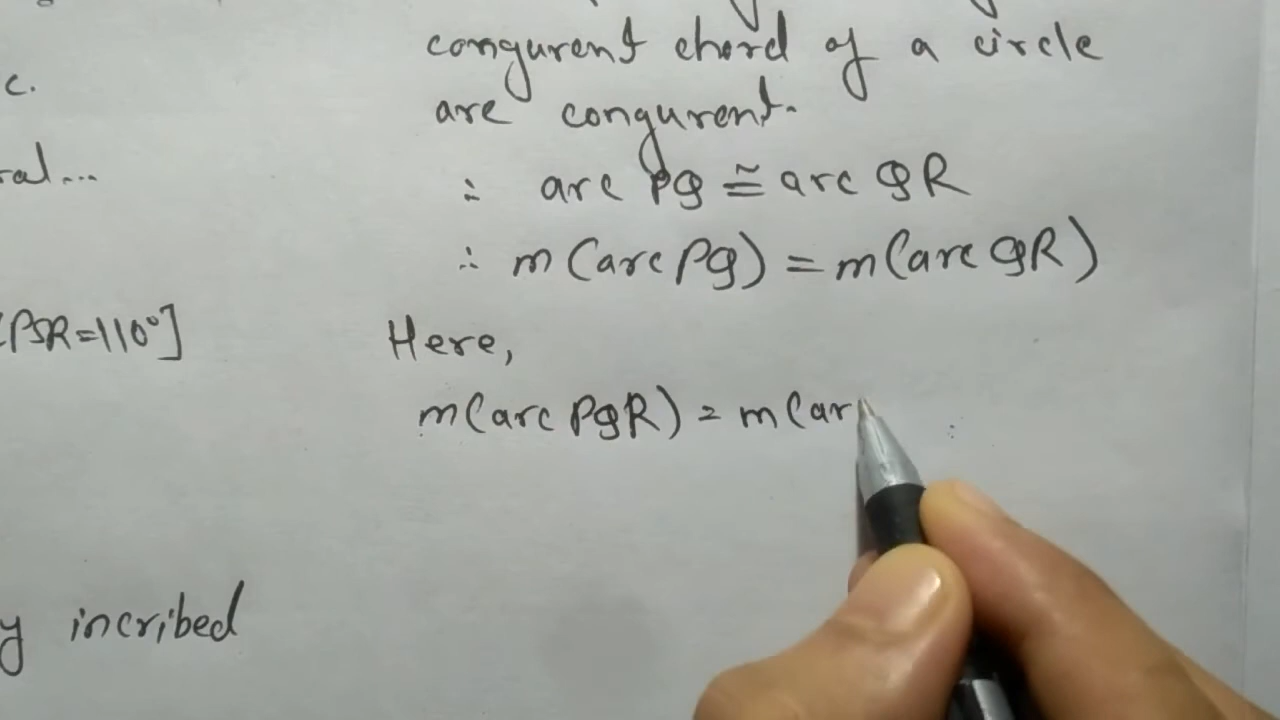 congurent chord of a circle
are congurent.
∴ arc PQ ≅ arc QR
∴ m (arc PQ) = m(arc QR)
c.
ral...
PSR=110°]
Here,
m(arc PQR) = m(ar
y incribed